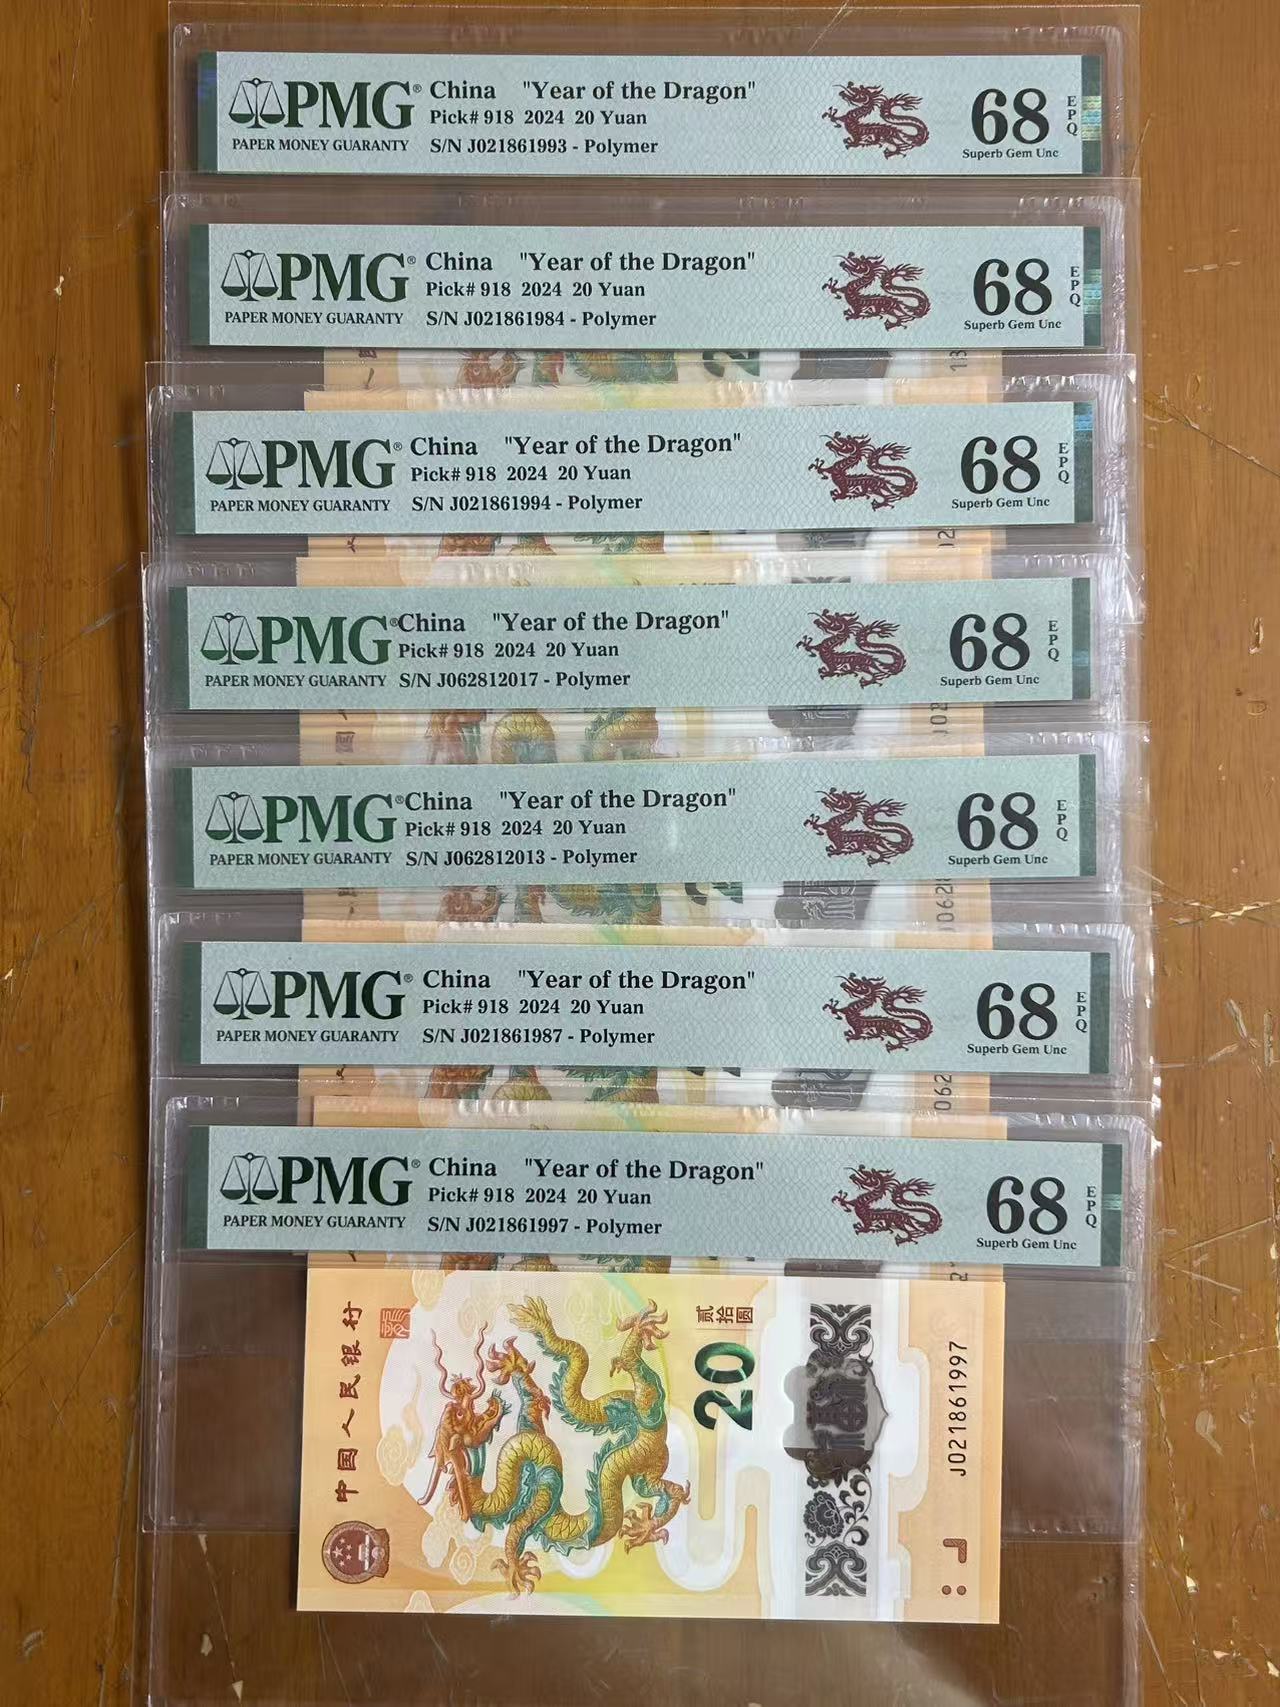 PMG® China "Year of the Dragon" 68 EPQ
Pick# 918 2024 20 Yuan
PAPER MONEY GUARANTY S/N J021861993 - Polymer Superb Gem Unc
PMG® China "Year of the Dragon" 68 EPQ
Pick# 918 2024 20 Yuan
PAPER MONEY GUARANTY S/N J021861984 - Polymer Superb Gem Unc
PMG® China "Year of the Dragon" 68 EPQ
Pick# 918 2024 20 Yuan
PAPER MONEY GUARANTY S/N J021861994 - Polymer Superb Gem Unc
PMG® China "Year of the Dragon" 68 EPQ
Pick# 918 2024 20 Yuan
PAPER MONEY GUARANTY S/N J062812017 - Polymer Superb Gem Unc
PMG® China "Year of the Dragon" 68 EPQ
Pick# 918 2024 20 Yuan
PAPER MONEY GUARANTY S/N J062812013 - Polymer Superb Gem Unc
PMG® China "Year of the Dragon" 68 EPQ
Pick# 918 2024 20 Yuan
PAPER MONEY GUARANTY S/N J021861987 - Polymer Superb Gem Unc
PMG® China "Year of the Dragon" 68 EPQ
Pick# 918 2024 20 Yuan
PAPER MONEY GUARANTY S/N J021861997 - Polymer Superb Gem Unc
中国人民银行
贰拾圆
20
J021861997